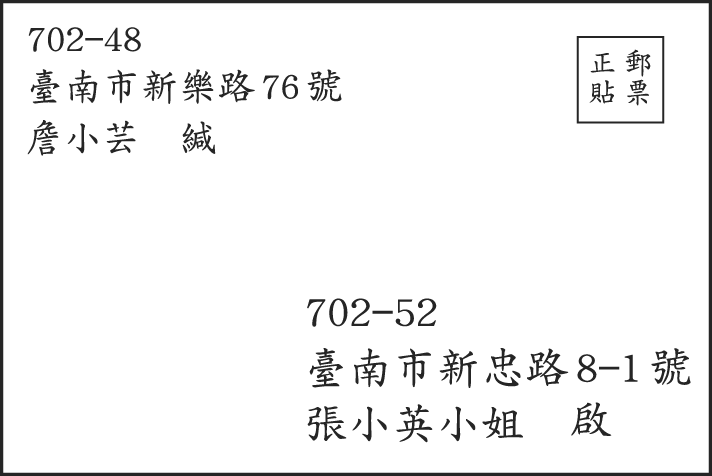 702-48
臺南市新樂路76號
詹小芸　緘
郵票
正貼
702-52
臺南市新忠路8-1號
張小英小姐　啟